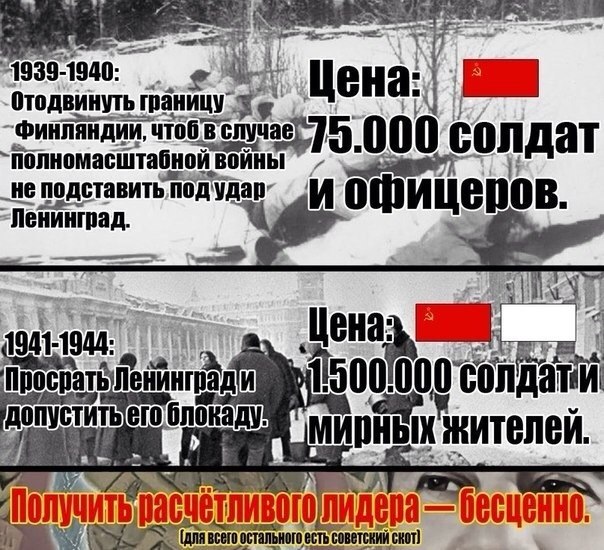 1939-1940:
Отодвинуть границу
Финляндии, чтоб в случае
полномасштабной войны
не подставить под удар
Ленинград.
Цена:
75.000 солдат
и офицеров.
1941-1944:
Просрать Ленинград и
допустить его блокаду.
Цена:
1.500.000 солдат и
мирных жителей.
Получить расчётливого лидера — бесценно.
(для всего остального есть советский скот)